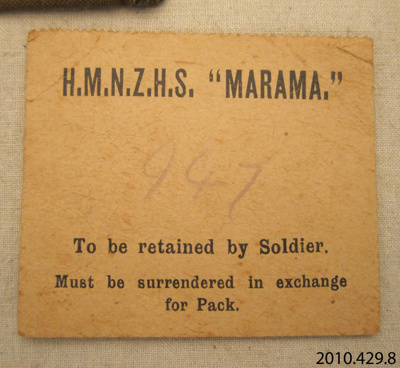 H.M.N.Z.H.S. "MARAMA."
947
To be retained by Soldier.
Must be surrendered in exchange
for Pack.
2010.429.8